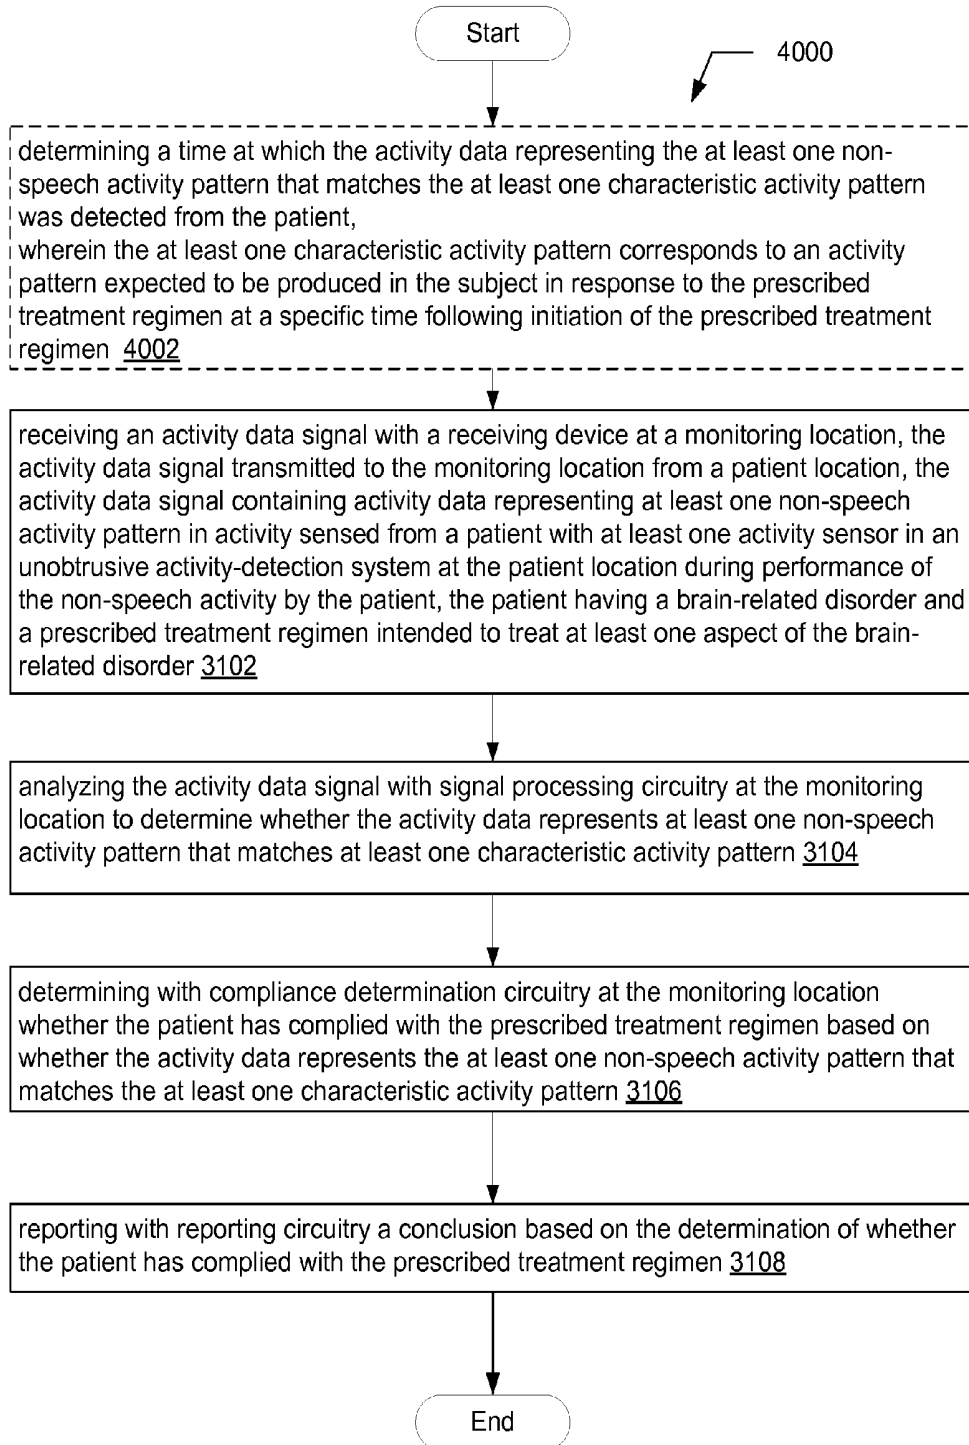 Start
4000
determining a time at which the activity data representing the at least one non-
speech activity pattern that matches the at least one characteristic activity pattern
was detected from the patient,
wherein the at least one characteristic activity pattern corresponds to an activity
pattern expected to be produced in the subject in response to the prescribed
treatment regimen at a specific time following initiation of the prescribed treatment
regimen 4002
receiving an activity data signal with a receiving device at a monitoring location, the
activity data signal transmitted to the monitoring location from a patient location, the
activity data signal containing activity data representing at least one non-speech
activity pattern in activity sensed from a patient with at least one activity sensor in an
unobtrusive activity-detection system at the patient location during performance of
the non-speech activity by the patient, the patient having a brain-related disorder and
a prescribed treatment regimen intended to treat at least one aspect of the brain-
related disorder 3102
analyzing the activity data signal with signal processing circuitry at the monitoring
location to determine whether the activity data represents at least one non-speech
activity pattern that matches at least one characteristic activity pattern 3104
determining with compliance determination circuitry at the monitoring location
whether the patient has complied with the prescribed treatment regimen based on
whether the activity data represents the at least one non-speech activity pattern that
matches the at least one characteristic activity pattern 3106
reporting with reporting circuitry a conclusion based on the determination of whether
the patient has complied with the prescribed treatment regimen 3108
End